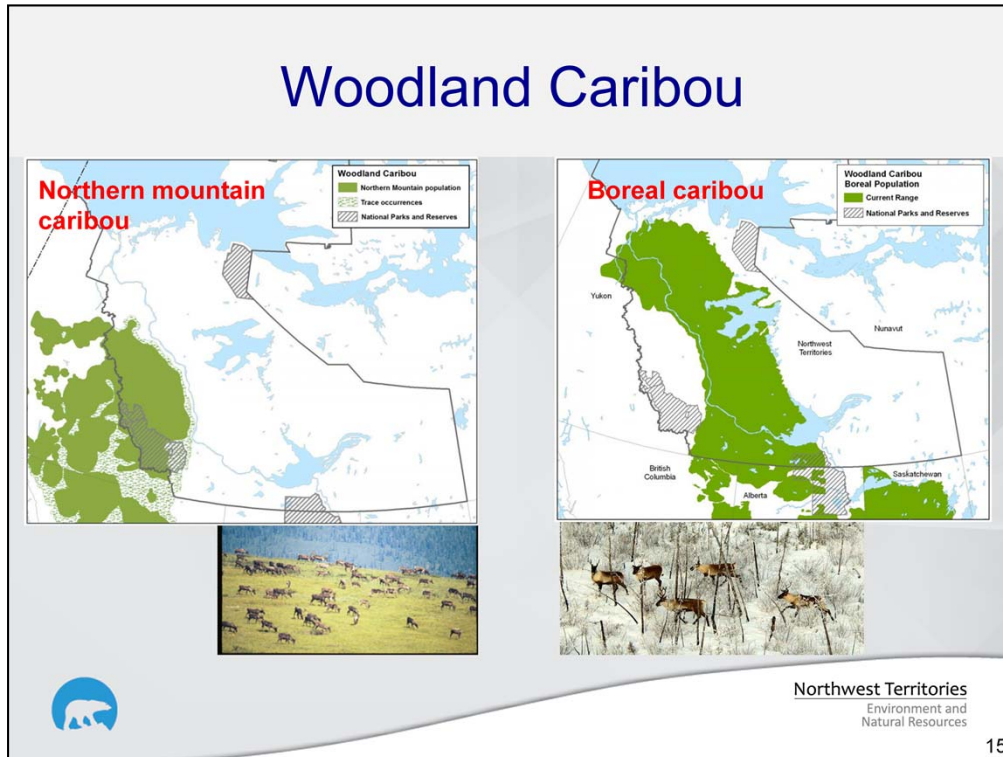 Woodland Caribou
Northern mountain
caribou
Woodland Caribou
Northern Mountain population
Trace occurrences
National Parks and Reserves
Boreal caribou
Woodland Caribou
Boreal Population
Current Range
National Parks and Reserves
Yukon
Nunavut
Northwest
Territories
British
Columbia
Alberta
Saskatchewan
Northwest Territories
Environment and
Natural Resources
15